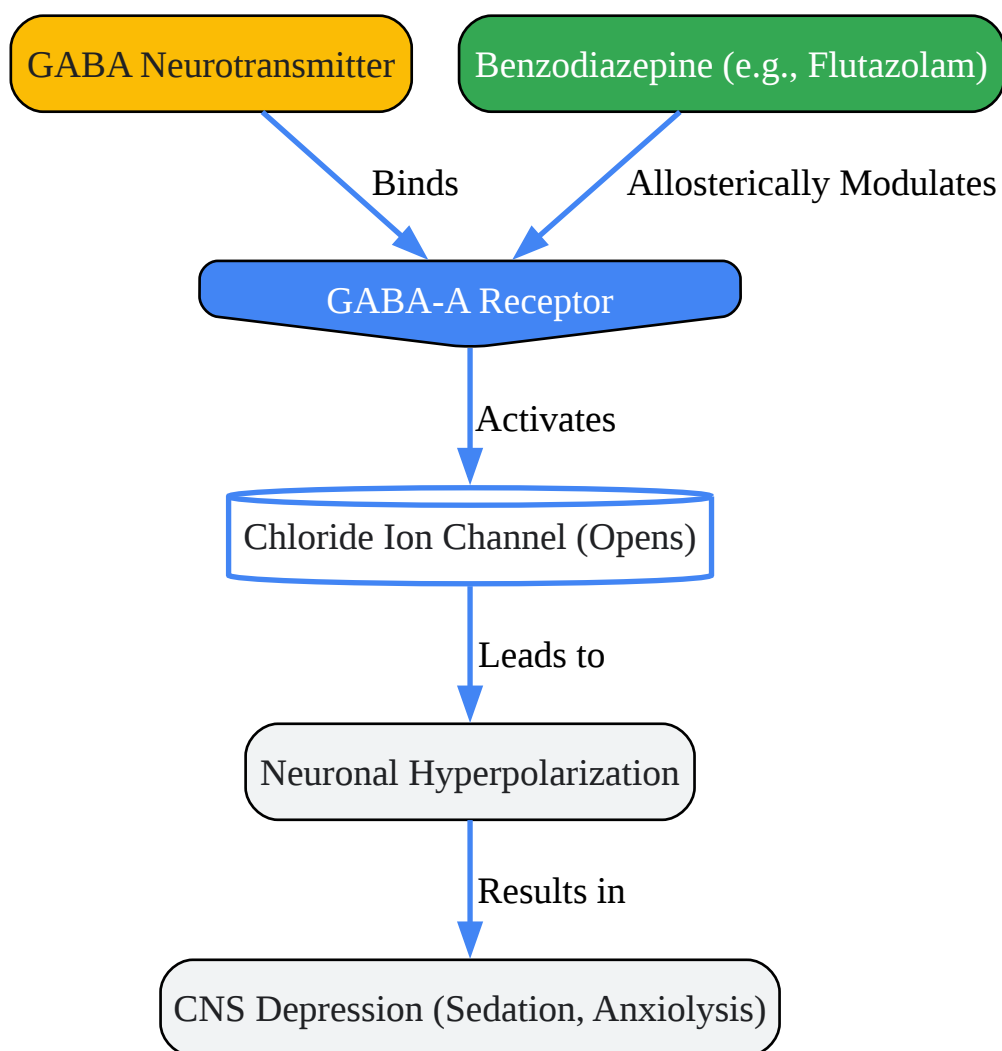 GABA Neurotransmitter
Benzodiazepine (e.g., Flutazolam)
Binds
Allosterically Modulates
GABA-A Receptor
Activates
Chloride Ion Channel (Opens)
Leads to
Neuronal Hyperpolarization
Results in
CNS Depression (Sedation, Anxiolysis)